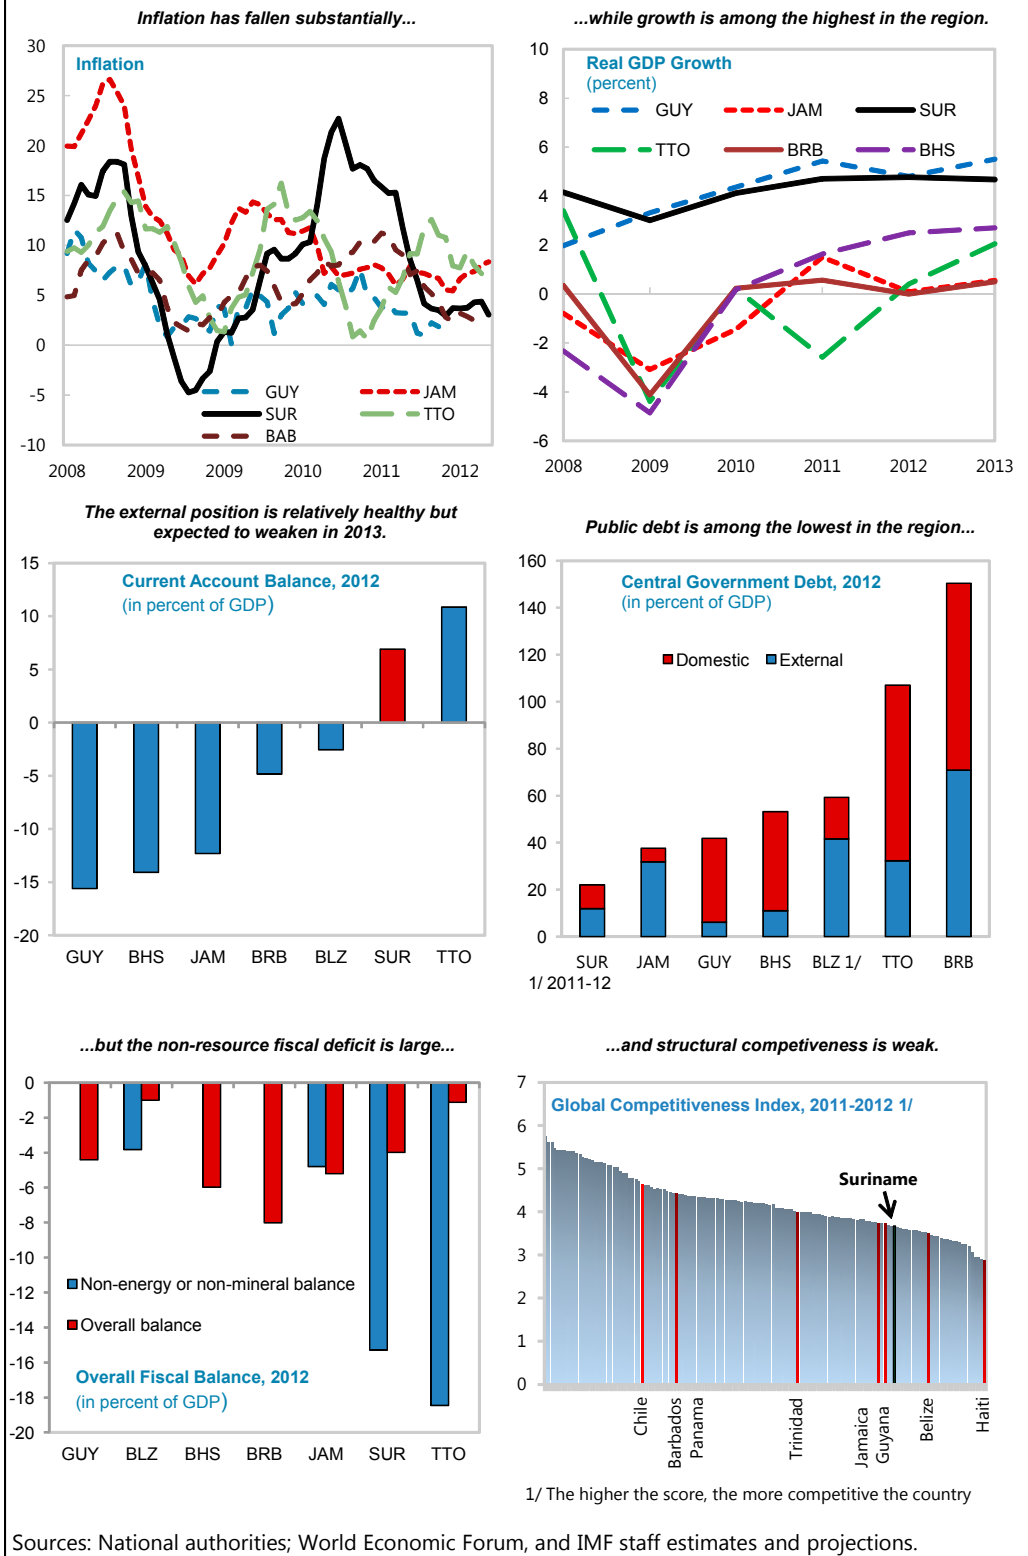 Inflation has fallen substantially...
30
25
20
15
10
5
0
-5
-10
Inflation
GUY
JAM
SUR
TTO
BAB
2008 2009 2009 2010 2011 2012
...while growth is among the highest in the region.
10
8
6
4
2
0
-2
-4
-6
Real GDP Growth
(percent)
GUY JAM SUR
TTO BRB BHS
2008 2009 2010 2011 2012 2013
The external position is relatively healthy but
expected to weaken in 2013.
15
10
5
0
-5
-10
-15
-20
Current Account Balance, 2012
(in percent of GDP)
GUY BHS JAM BRB BLZ SUR TTO
Public debt is among the lowest in the region...
160
140
120
100
80
60
40
20
0
Central Government Debt, 2012
(in percent of GDP)
Domestic External
SUR JAM GUY BHS BLZ 1/ TTO BRB
1/ 2011-12
...but the non-resource fiscal deficit is large...
0
-2
-4
-6
-8
-10
-12
-14
-16
-18
-20
Non-energy or non-mineral balance
Overall balance
Overall Fiscal Balance, 2012
(in percent of GDP)
GUY BLZ BHS BRB JAM SUR TTO
...and structural competiveness is weak.
7
6
5
4
3
2
1
0
Global Competitiveness Index, 2011-2012 1/
Suriname
Chile
Barbados
Panama
Trinidad
Jamaica
Guyana
Belize
Haiti
1/ The higher the score, the more competitive the country
Sources: National authorities; World Economic Forum, and IMF staff estimates and projections.